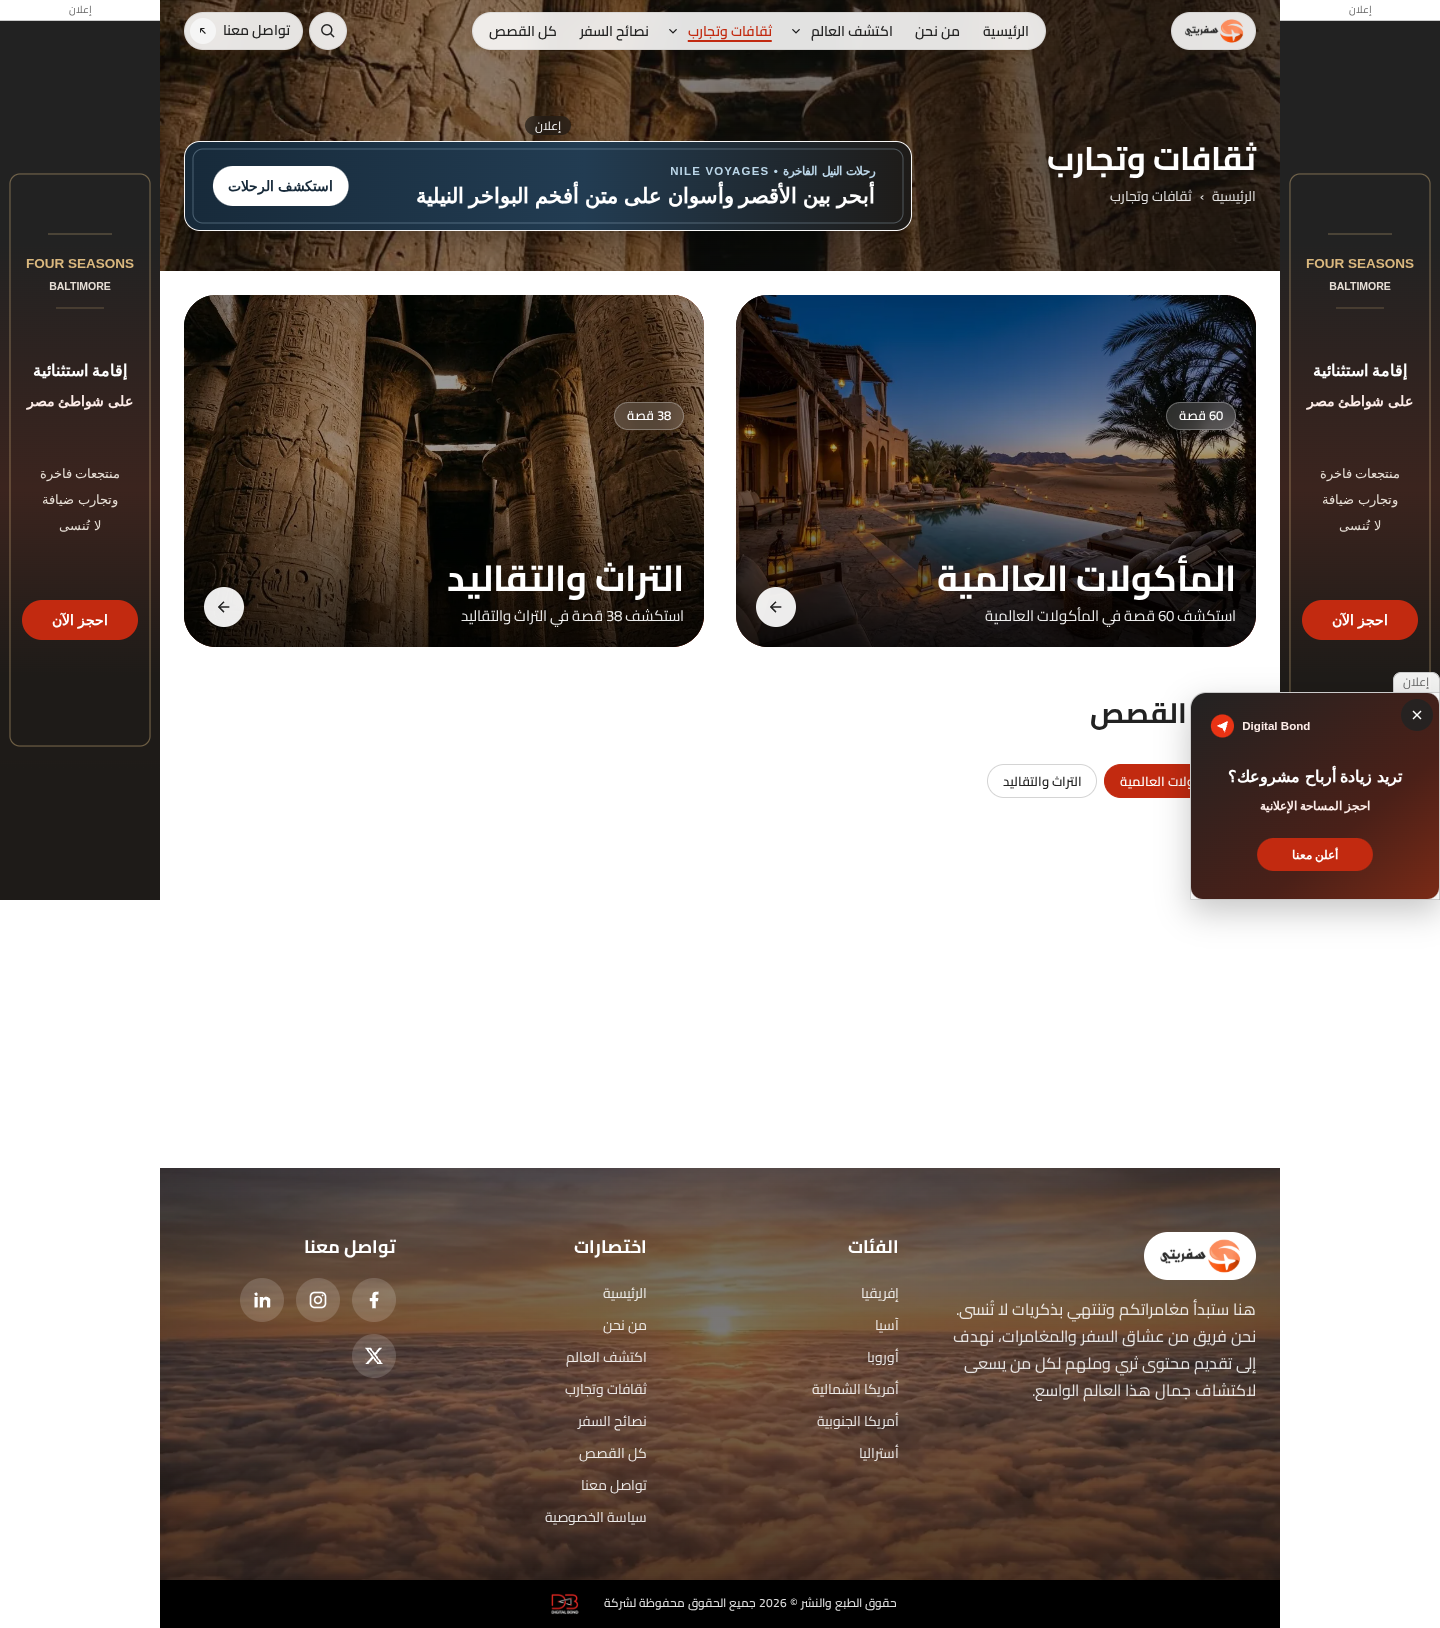 إعلان
إعلان
سفريتي
الرئيسية
من نحن
اكتشف العالم
ثقافات وتجارب
نصائح السفر
كل القصص
تواصل معنا
ثقافات وتجارب
الرئيسية › ثقافات وتجارب
إعلان
رحلات النيل الفاخرة • NILE VOYAGES
أبحر بين الأقصر وأسوان على متن أفخم البواخر النيلية
استكشف الرحلات
FOUR SEASONS
BALTIMORE
إقامة استثنائية
على شواطئ مصر
منتجعات فاخرة
وتجارب ضيافة
لا تُنسى
احجز الآن
FOUR SEASONS
BALTIMORE
إقامة استثنائية
على شواطئ مصر
منتجعات فاخرة
وتجارب ضيافة
لا تُنسى
احجز الآن
60 قصة
المأكولات العالمية
استكشف 60 قصة في المأكولات العالمية
38 قصة
التراث والتقاليد
استكشف 38 قصة في التراث والتقاليد
القصص
التراث والتقاليد
العالمية
إعلان
Digital Bond
تريد زيادة أرباح مشروعك؟
احجز المساحة الإعلانية
أعلن معنا
سفريتي
هنا ستبدأ مغامراتكم وتنتهي بذكريات لا تُنسى.
نحن فريق من عشاق السفر والمغامرات، نهدف
إلى تقديم محتوى ثري وملهم لكل من يسعى
لاكتشاف جمال هذا العالم الواسع.
الفئات
إفريقيا
آسيا
أوروبا
أمريكا الشمالية
أمريكا الجنوبية
أستراليا
اختصارات
الرئيسية
من نحن
اكتشف العالم
ثقافات وتجارب
نصائح السفر
كل القصص
تواصل معنا
سياسة الخصوصية
تواصل معنا
حقوق الطبع والنشر © 2026 جميع الحقوق محفوظة لشركة
DB
DIGITAL BOND